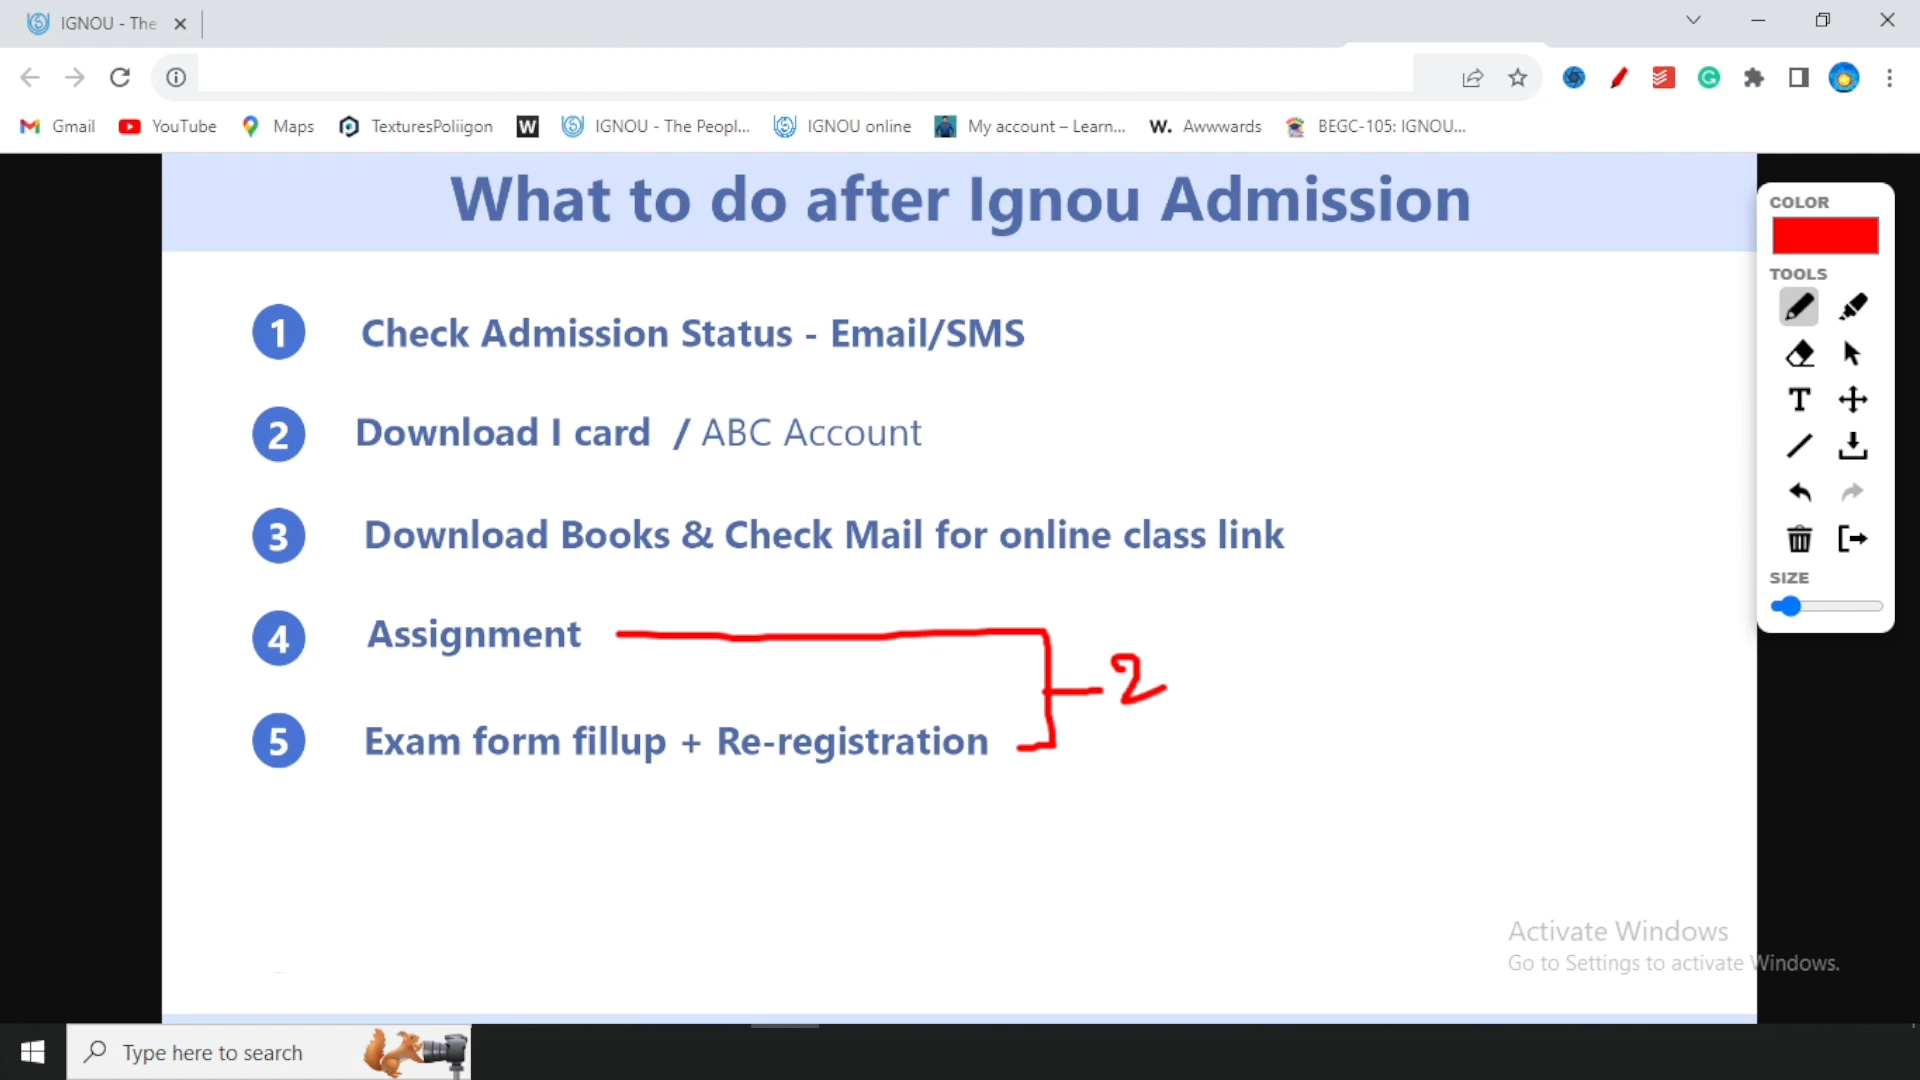 IGNOU - The
Gmail YouTube Maps TexturesPoliigon W IGNOU - The Peopl... IGNOU online My account – Learn... W. Awwwards BEGC-105: IGNOU...
What to do after Ignou Admission
1 Check Admission Status - Email/SMS
2 Download I card / ABC Account
3 Download Books & Check Mail for online class link
4 Assignment
2
5 Exam form fillup + Re-registration
COLOR
TOOLS
T
SIZE
Activate Windows
Go to Settings to activate Windows.
Type here to search